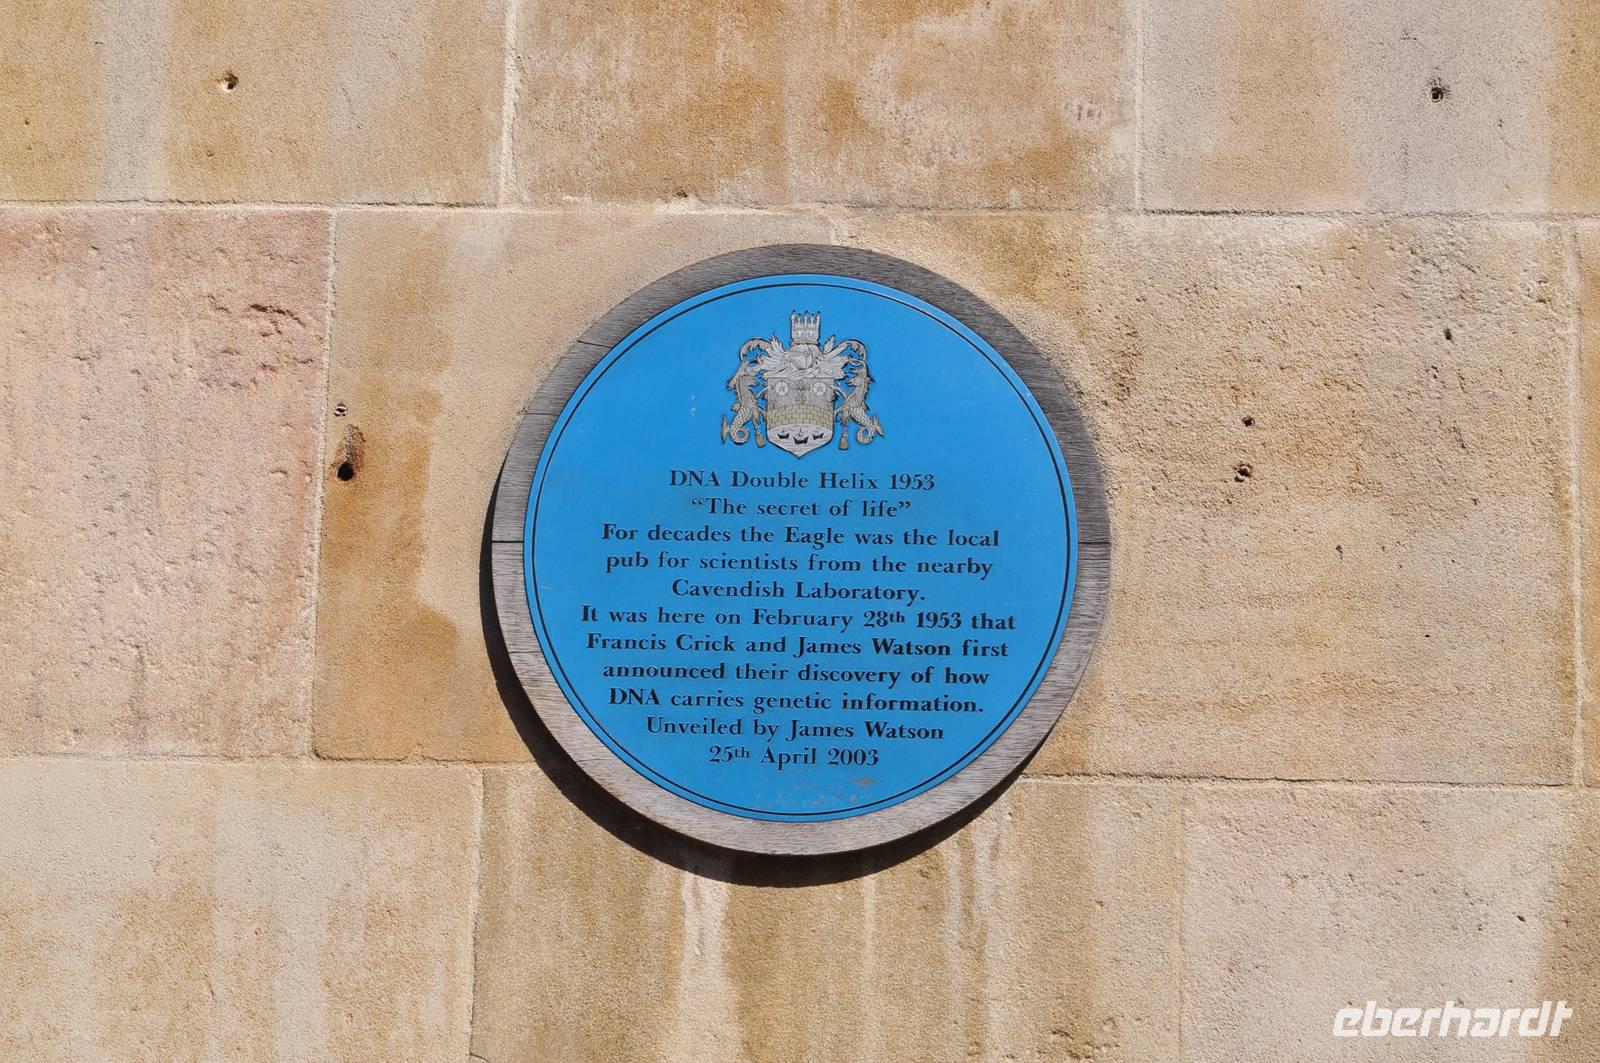 DNA Double Helix 1953
“The secret of life”
For decades the Eagle was the local
pub for scientists from the nearby
Cavendish Laboratory.
It was here on February 28th 1953 that
Francis Crick and James Watson first
announced their discovery of how
DNA carries genetic information.
Unveiled by James Watson
25th April 2003
eberhardt